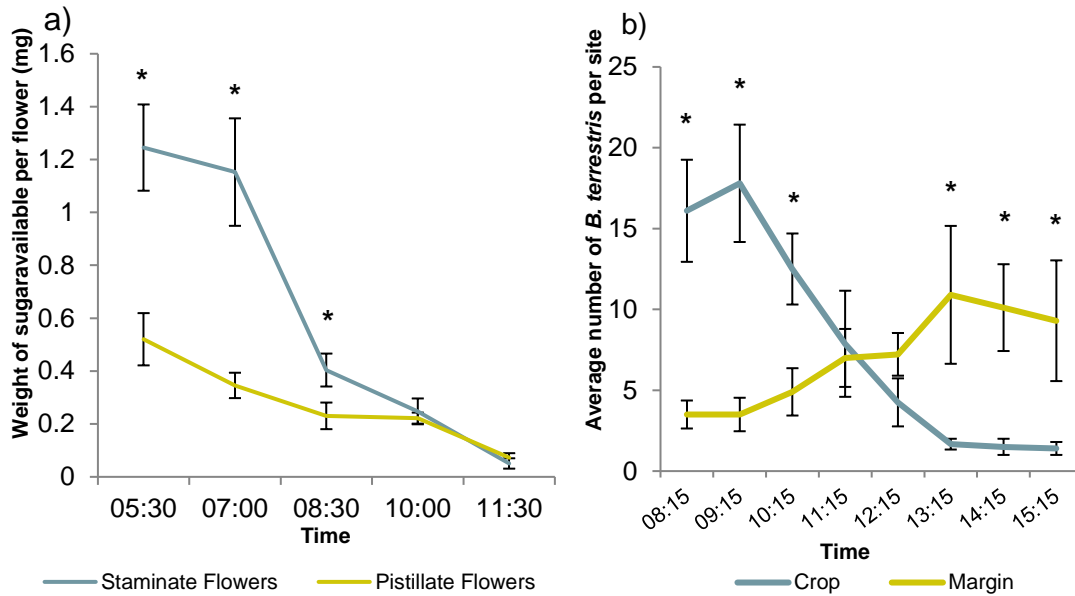 a)
Weight of sugaravailable per flower (mg)
1.6
1.4
1.2
1
0.8
0.6
0.4
0.2
0
* * *
05:30 07:00 08:30 10:00 11:30
Time
Staminate Flowers Pistillate Flowers
b)
Average number of B. terrestris per site
25
20
15
10
5
0
* * * * * *
08:15 09:15 10:15 11:15 12:15 13:15 14:15 15:15
Time
Crop Margin